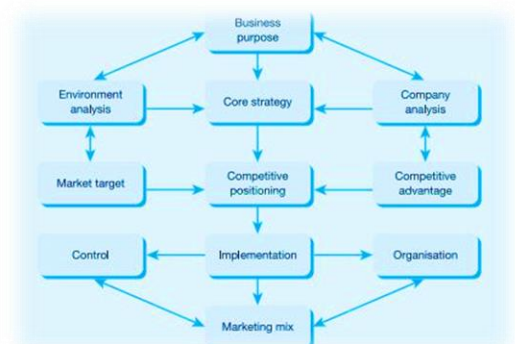 Business
purpose
Environment
analysis
Core strategy
Company
analysis
Market target
Competitive
positioning
Competitive
advantage
Control
Implementation
Organisation
Marketing mix